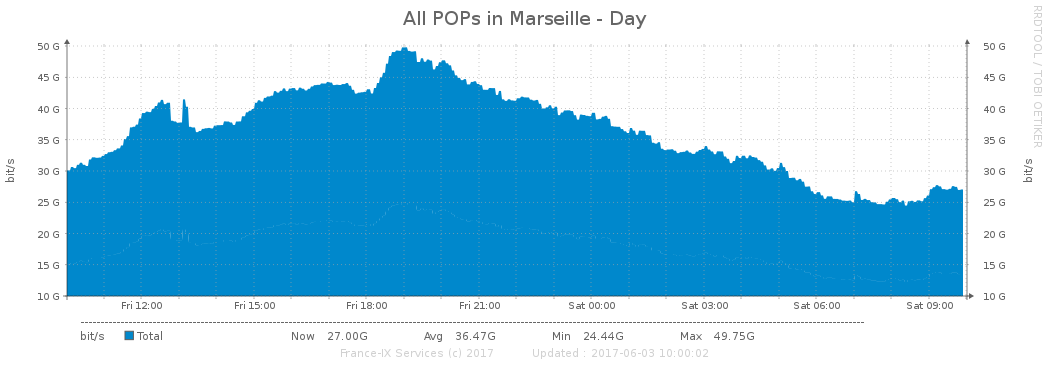 All POPs in Marseille - Day
RRDTOOL / TOBI OETIKER
bit/s
50 G 50 G
45 G 45 G
40 G 40 G
35 G 35 G
30 G 30 G
25 G 25 G
20 G 20 G
15 G 15 G
10 G 10 G
bit/s
Fri 12:00 Fri 15:00 Fri 18:00 Fri 21:00 Sat 00:00 Sat 03:00 Sat 06:00 Sat 09:00
bit/s Total Now 27.00G Avg 36.47G Min 24.44G Max 49.75G
France-IX Services (c) 2017 Updated : 2017-06-03 10:00:02